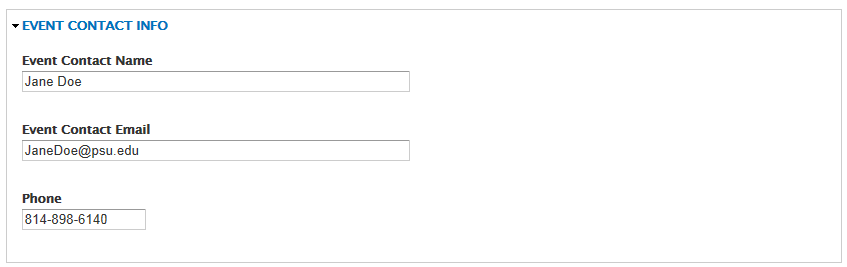 EVENT CONTACT INFO
Event Contact Name
Jane Doe
Event Contact Email
JaneDoe@psu.edu
Phone
814-898-6140